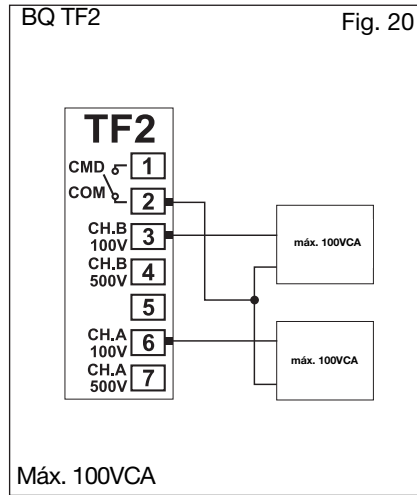 BQ TF2
Fig. 20
TF2
CMD
1
COM
2
CH.B
100V
3
CH.B
500V
4
5
CH.A
100V
6
CH.A
500V
7
máx. 100VCA
máx. 100VCA
Máx. 100VCA